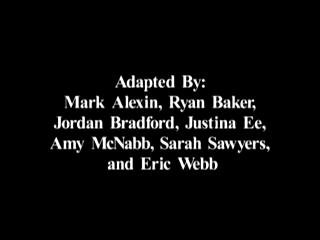 Adapted By:
Mark Alexin, Ryan Baker,
Jordan Bradford, Justina Ee,
Amy McNabb, Sarah Sawyers,
and Eric Webb